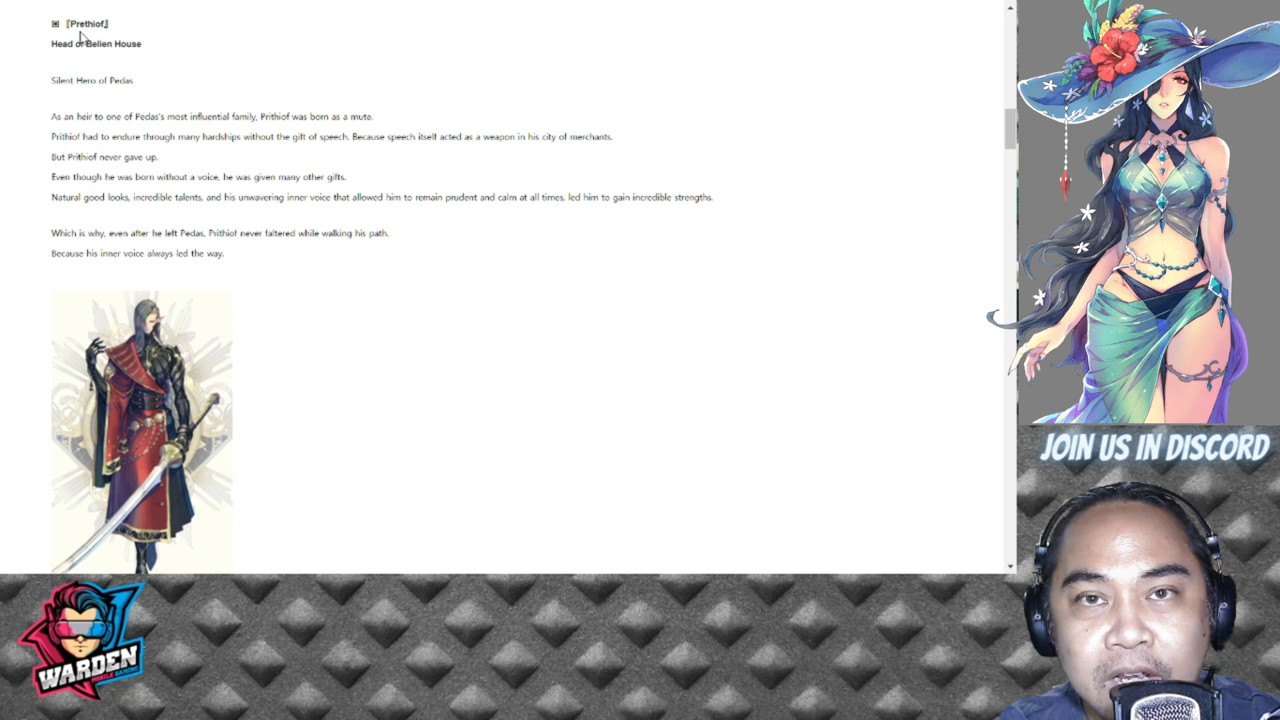 ▣ 『Prethiof』
Head of Bellen House
Silent Hero of Pedas
As an heir to one of Pedas's most influential family, Prithiof was born as a mute.
Prithiof had to endure through many hardships without the gift of speech. Because speech itself acted as a weapon in his city of merchants.
But Prithiof never gave up.
Even though he was born without a voice, he was given many other gifts.
Natural good looks, incredible talents, and his unwavering inner voice that allowed him to remain prudent and calm at all times, led him to gain incredible strengths.
Which is why, even after he left Pedas, Prithiof never faltered while walking his path.
Because his inner voice always led the way.
JOIN US IN DISCORD
WARDEN
MOBILE GAMING